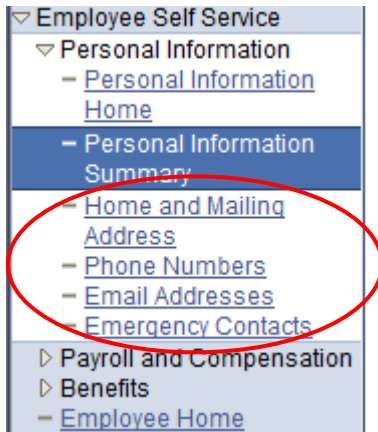 Employee Self Service
Personal Information
Personal Information
Home
Personal Information
Summary
Home and Mailing
Address
Phone Numbers
Email Addresses
Emergency Contacts
Payroll and Compensation
Benefits
Employee Home